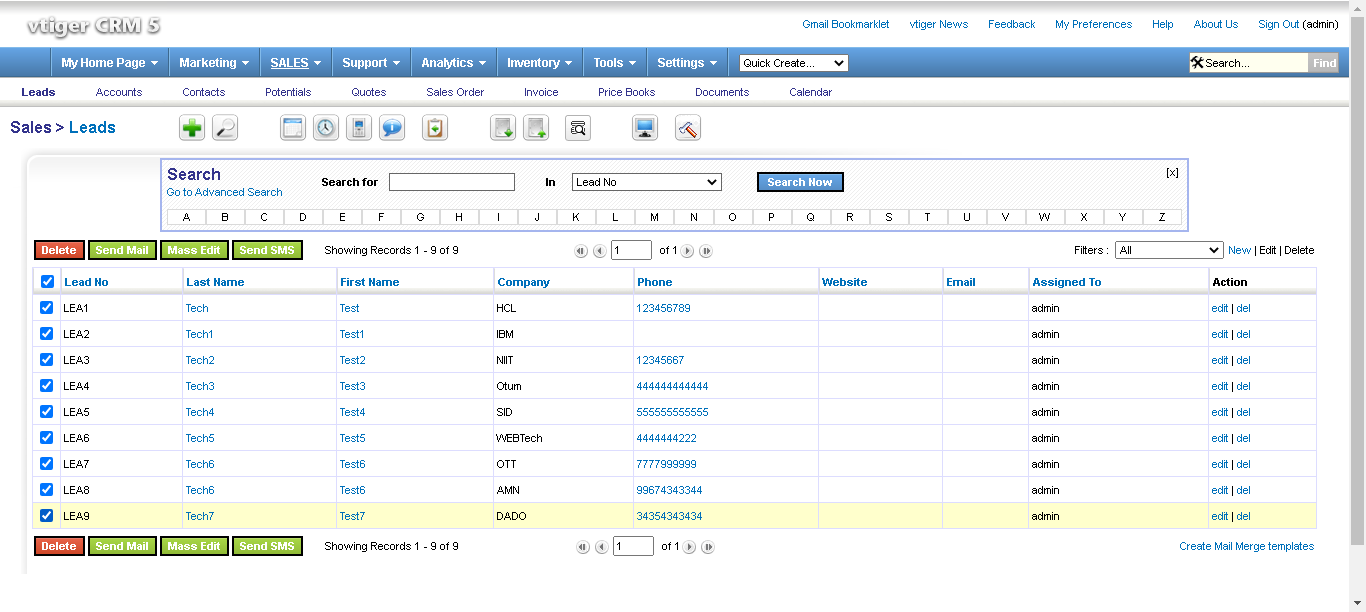 vtiger CRM 5
Gmail Bookmarklet vtiger News Feedback My Preferences Help About Us Sign Out (admin)
My Home Page Marketing SALES Support Analytics Inventory Tools Settings Quick Create... Search... Find
Leads Accounts Contacts Potentials Quotes Sales Order Invoice Price Books Documents Calendar
Sales > Leads
Search
Go to Advanced Search
Search for In Lead No Search Now [x]
A B C D E F G H I J K L M N O P Q R S T U V W X Y Z
Delete Send Mail Mass Edit Send SMS Showing Records 1 - 9 of 9 1 of 1 Filters : All New | Edit | Delete
Lead No Last Name First Name Company Phone Website Email Assigned To Action
LEA1 Tech Test HCL 123456789 admin edit | del
LEA2 Tech1 Test1 IBM admin edit | del
LEA3 Tech2 Test2 NIIT 12345667 admin edit | del
LEA4 Tech3 Test3 Otum 444444444444 admin edit | del
LEA5 Tech4 Test4 SID 555555555555 admin edit | del
LEA6 Tech5 Test5 WEBTech 4444444222 admin edit | del
LEA7 Tech6 Test6 OTT 7777999999 admin edit | del
LEA8 Tech6 Test6 AMN 99674343344 admin edit | del
LEA9 Tech7 Test7 DADO 34354343434 admin edit | del
Delete Send Mail Mass Edit Send SMS Showing Records 1 - 9 of 9 1 of 1 Create Mail Merge templates